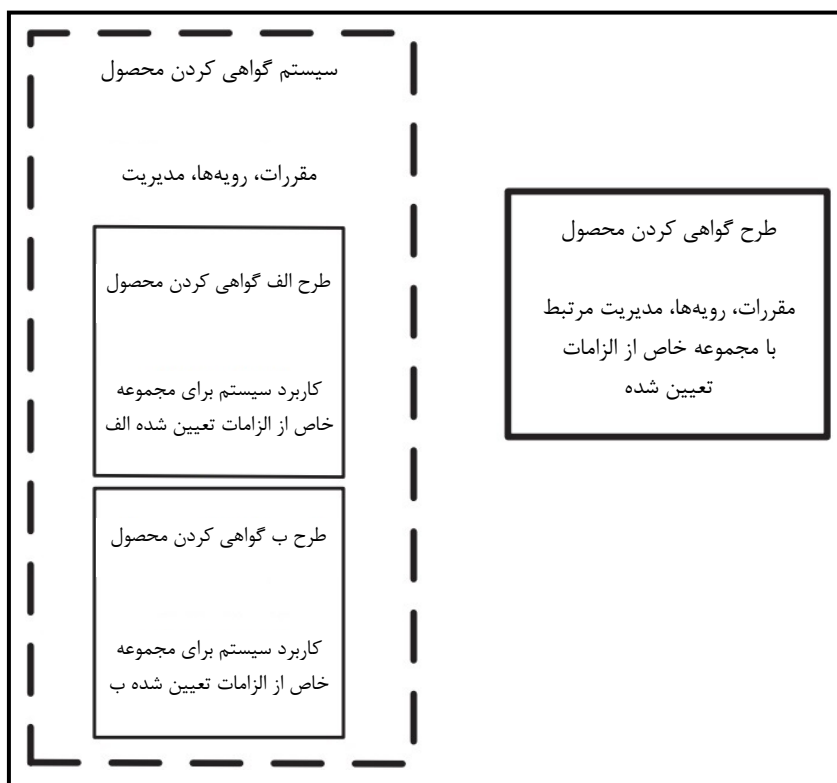 سیستم گواهی کردن محصول
مقررات، رویه‌ها، مدیریت
طرح الف گواهی کردن محصول
کاربرد سیستم برای مجموعه
خاص از الزامات تعیین شده الف
طرح ب گواهی کردن محصول
کاربرد سیستم برای مجموعه
خاص از الزامات تعیین شده ب
طرح گواهی کردن محصول
مقررات، رویه‌ها، مدیریت مرتبط
با مجموعه خاص از الزامات
تعیین شده